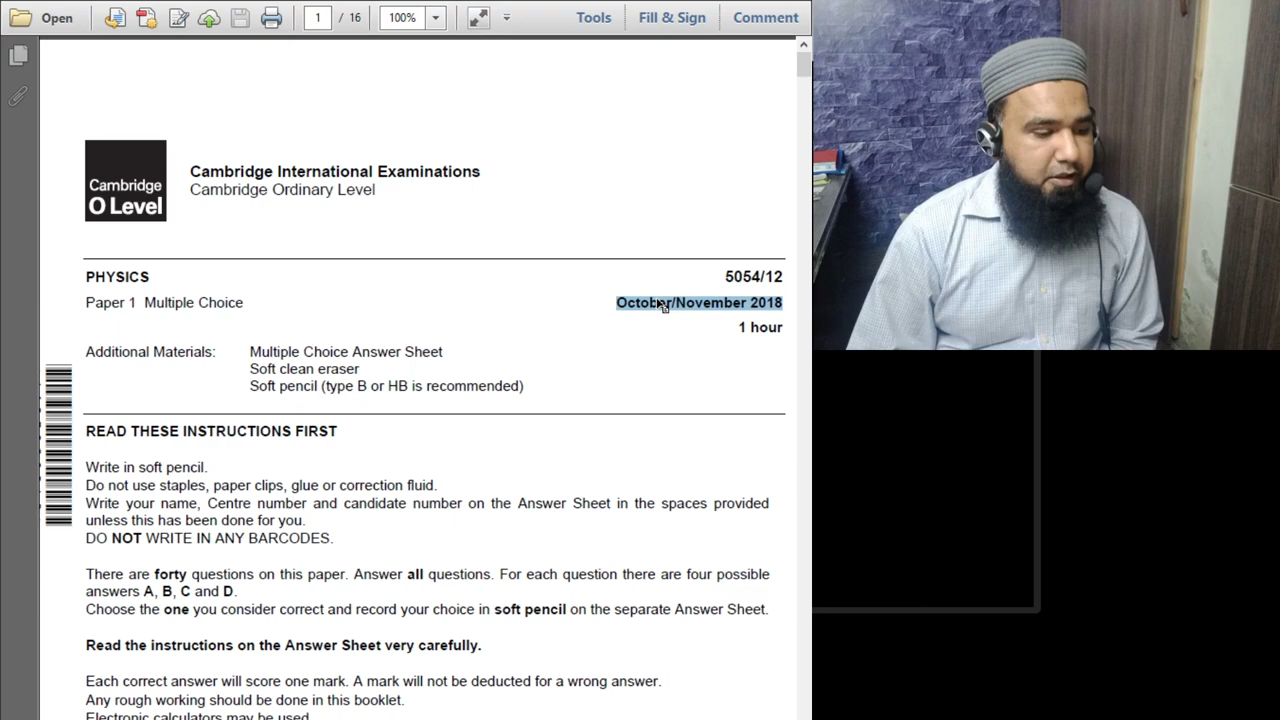 Open 1 / 16 100% Tools Fill & Sign Comment
Cambridge
O Level
Cambridge International Examinations
Cambridge Ordinary Level
PHYSICS 5054/12
Paper 1 Multiple Choice October/November 2018
1 hour
Additional Materials: Multiple Choice Answer Sheet
Soft clean eraser
Soft pencil (type B or HB is recommended)
READ THESE INSTRUCTIONS FIRST
Write in soft pencil.
Do not use staples, paper clips, glue or correction fluid.
Write your name, Centre number and candidate number on the Answer Sheet in the spaces provided
unless this has been done for you.
DO NOT WRITE IN ANY BARCODES.
There are forty questions on this paper. Answer all questions. For each question there are four possible
answers A, B, C and D.
Choose the one you consider correct and record your choice in soft pencil on the separate Answer Sheet.
Read the instructions on the Answer Sheet very carefully.
Each correct answer will score one mark. A mark will not be deducted for a wrong answer.
Any rough working should be done in this booklet.
Electronic calculators may be used.